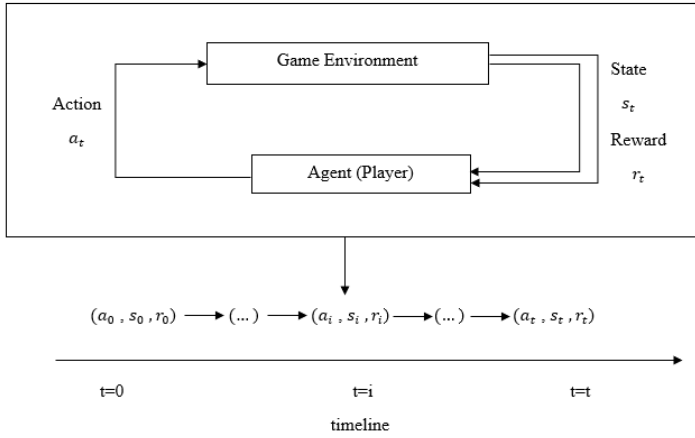 Game Environment
State
Action
s_t
a_t
Reward
Agent (Player)
r_t
(a_0 , s_0 , r_0) (...) (a_i , s_i , r_i) (...) (a_t , s_t , r_t)
t=0 t=i t=t
timeline